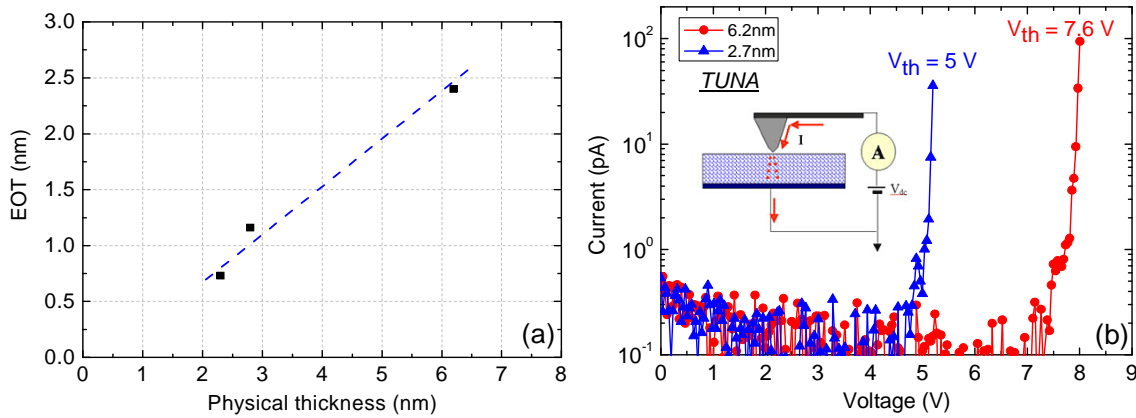 3.0
2.5
2.0
1.5
1.0
0.5
0.0
0 1 2 3 4 5 6 7 8
EOT (nm)
Physical thickness (nm)
(a)
10^2
10^1
10^0
10^-1
0 1 2 3 4 5 6 7 8 9
Current (pA)
Voltage (V)
6.2nm
2.7nm
TUNA
V_th = 5 V
V_th = 7.6 V
I
A
V_dc
(b)